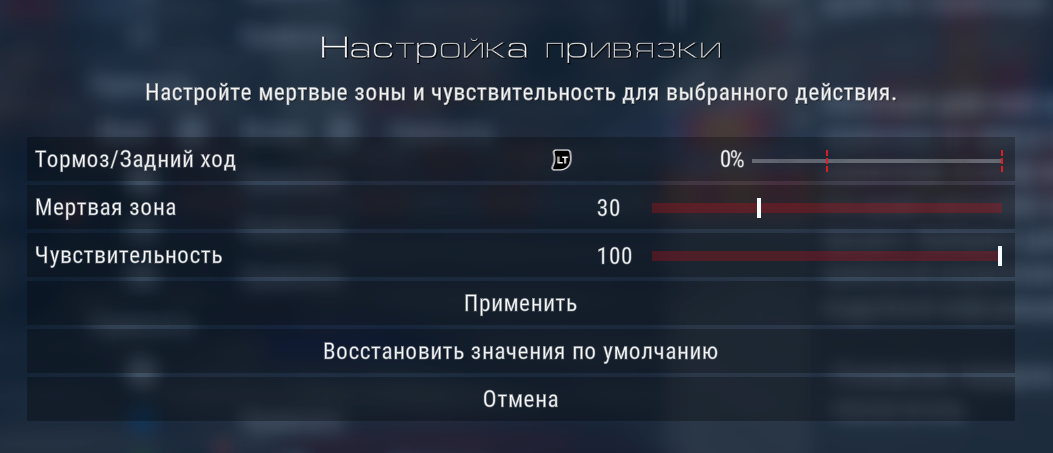 Настройка привязки
Настройте мертвые зоны и чувствительность для выбранного действия.
Тормоз/Задний ход LT 0%
Мертвая зона 30
Чувствительность 100
Применить
Восстановить значения по умолчанию
Отмена